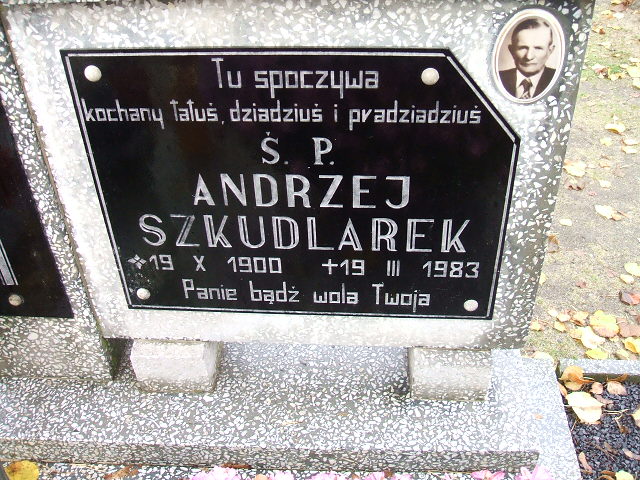 Tu spoczywa
kochany tatuś, dziadziuś i pradziadziuś
Ś. P.
ANDRZEJ
SZKUDLAREK
*19 X 1900 +19 III 1983
Panie bądź wola Twoja